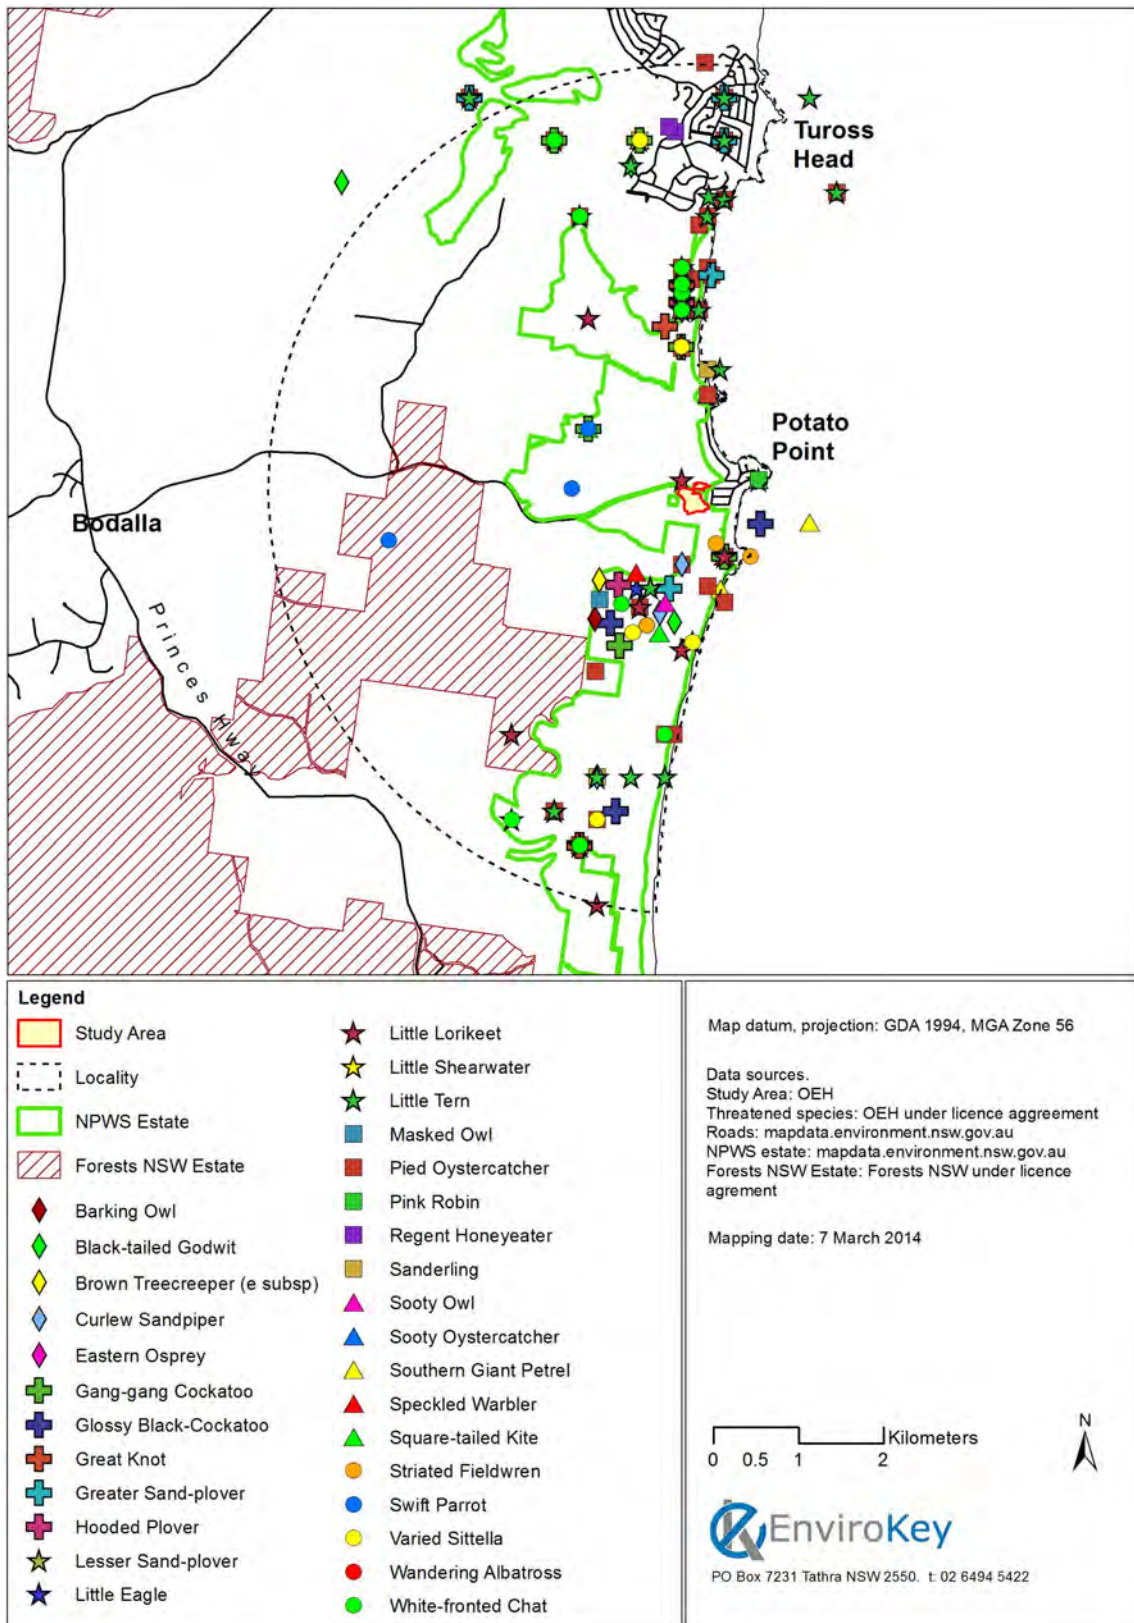 Tuross
Head
Potato
Point
Bodalla
Princes Hway
Legend
Study Area
Locality
NPWS Estate
Forests NSW Estate
Barking Owl
Black-tailed Godwit
Brown Treecreeper (e subsp)
Curlew Sandpiper
Eastern Osprey
Gang-gang Cockatoo
Glossy Black-Cockatoo
Great Knot
Greater Sand-plover
Hooded Plover
Lesser Sand-plover
Little Eagle
Little Lorikeet
Little Shearwater
Little Tern
Masked Owl
Pied Oystercatcher
Pink Robin
Regent Honeyeater
Sanderling
Sooty Owl
Sooty Oystercatcher
Southern Giant Petrel
Speckled Warbler
Square-tailed Kite
Striated Fieldwren
Swift Parrot
Varied Sittella
Wandering Albatross
White-fronted Chat
Map datum, projection: GDA 1994, MGA Zone 56
Data sources.
Study Area: OEH
Threatened species: OEH under licence aggreement
Roads: mapdata.environment.nsw.gov.au
NPWS estate: mapdata.environment.nsw.gov.au
Forests NSW Estate: Forests NSW under licence
agrement
Mapping date: 7 March 2014
Kilometers
0 0.5 1 2
N
EnviroKey
PO Box 7231 Tathra NSW 2550. t: 02 6494 5422